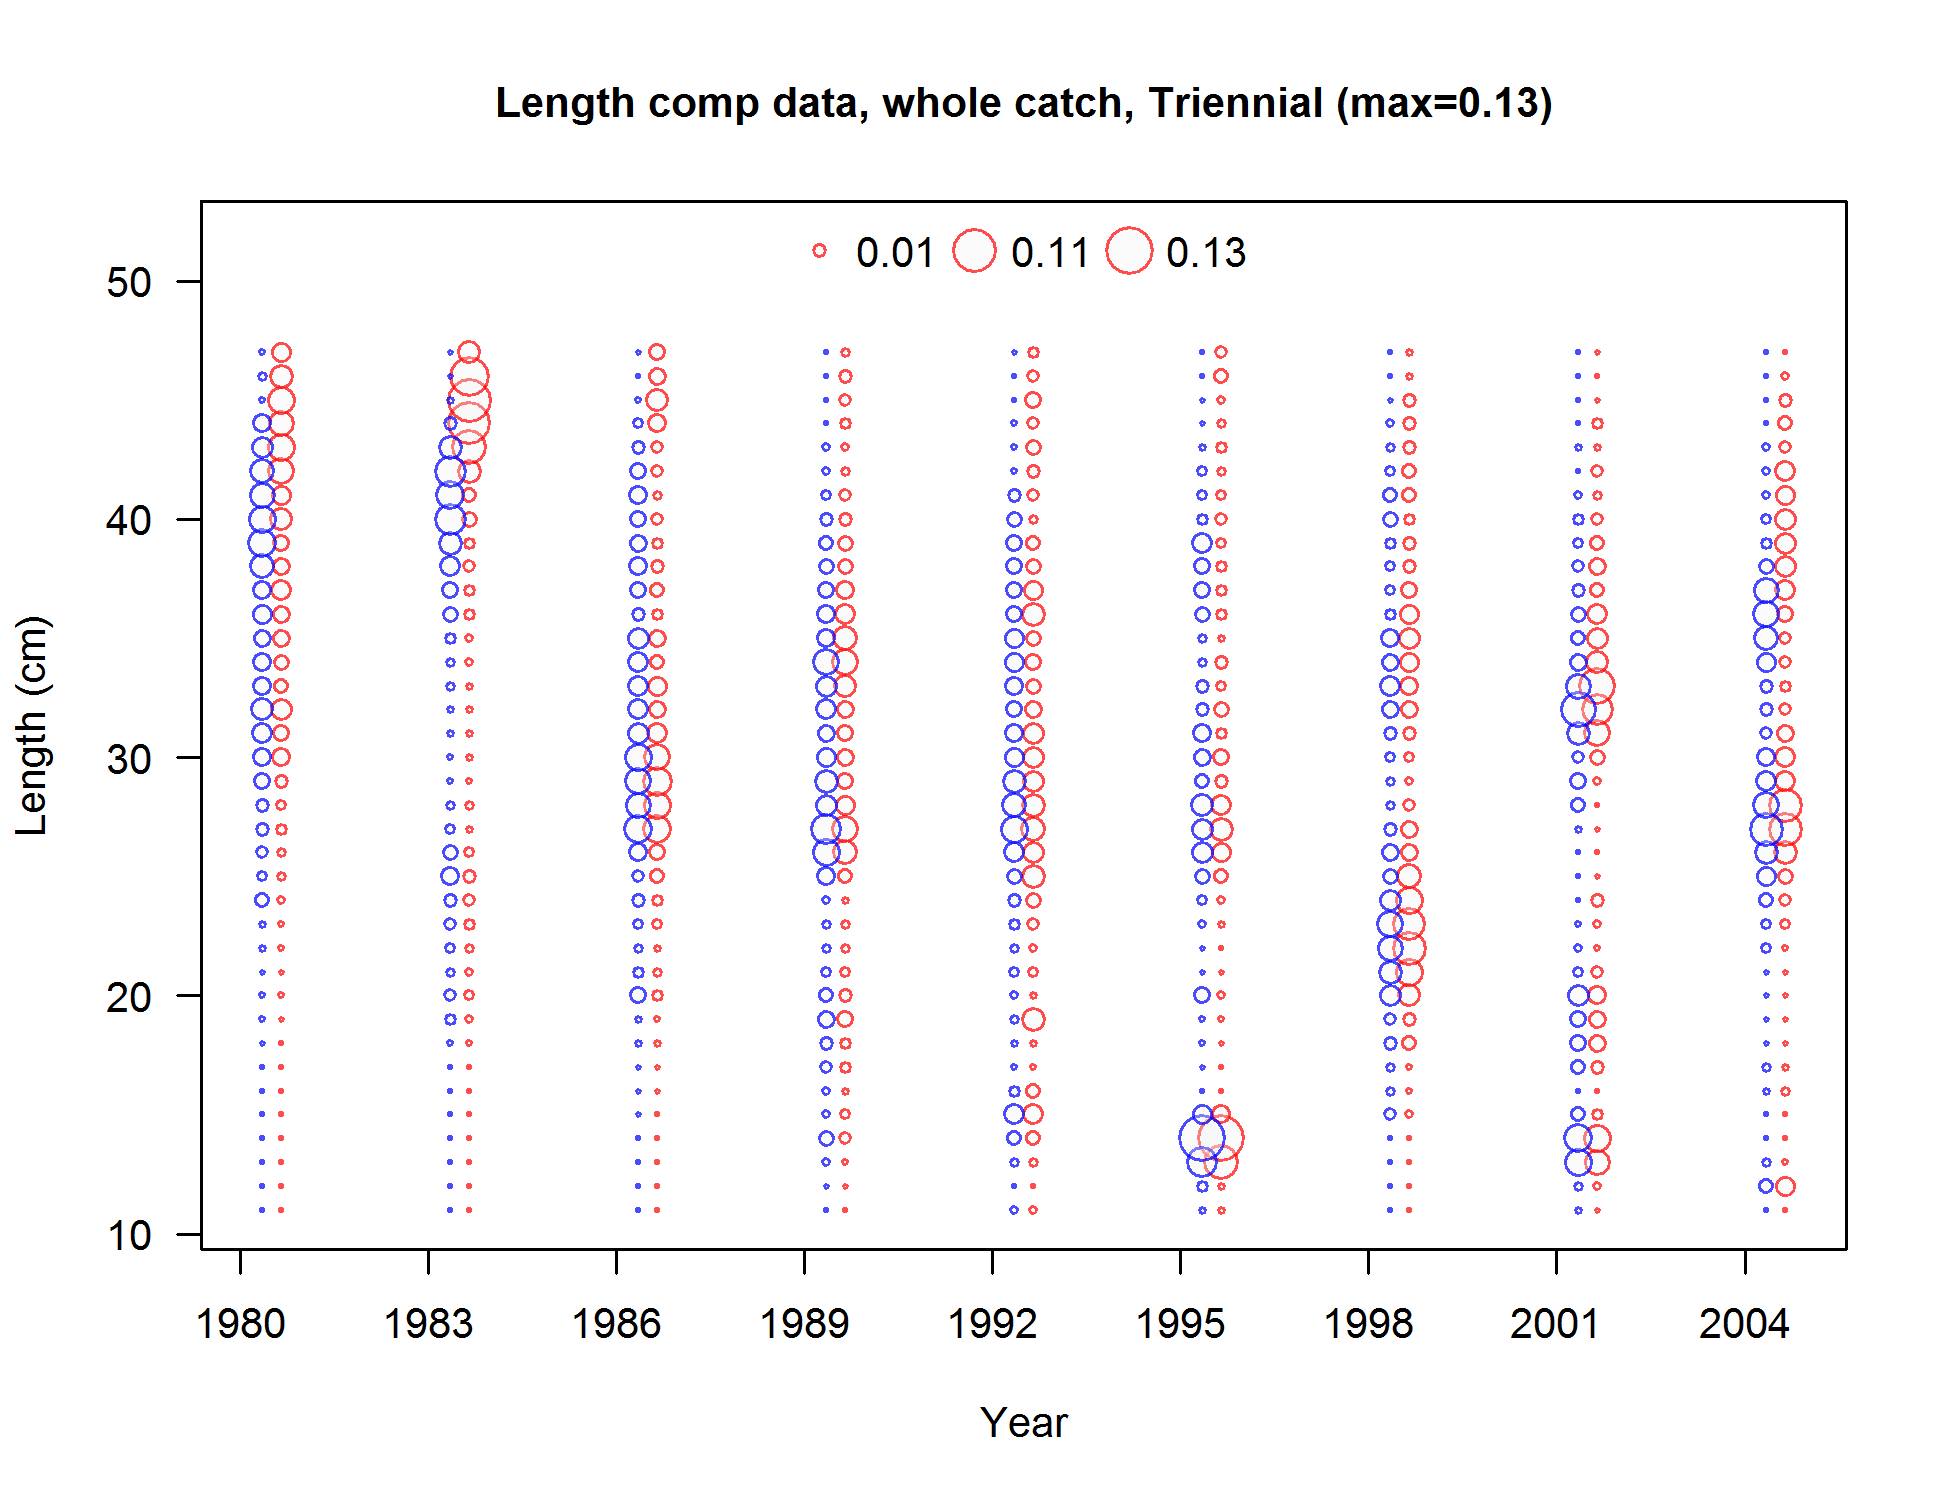 Length comp data, whole catch, Triennial (max=0.13)
0.01 0.11 0.13
50
40
30
20
10
Length (cm)
1980 1983 1986 1989 1992 1995 1998 2001 2004
Year